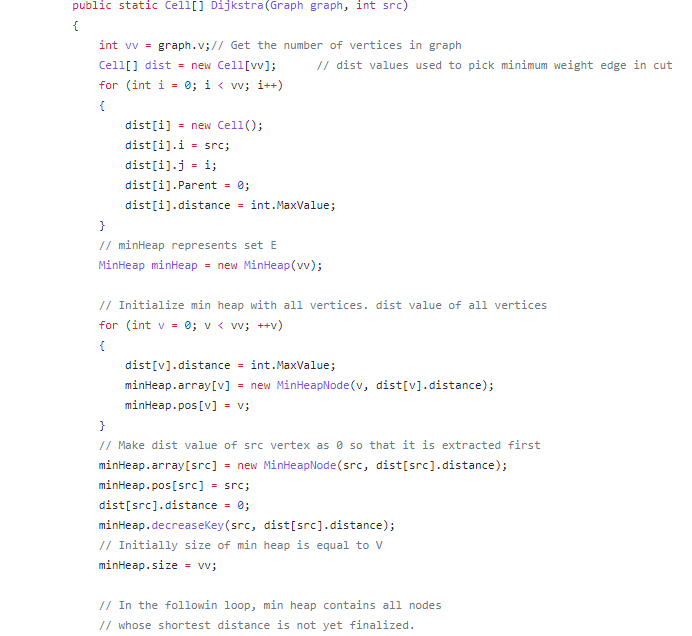 public static Cell[] Dijkstra(Graph graph, int src)
{
int vv = graph.v;// Get the number of vertices in graph
Cell[] dist = new Cell[vv];      // dist values used to pick minimum weight edge in cut
for (int i = 0; i < vv; i++)
{
dist[i] = new Cell();
dist[i].i = src;
dist[i].j = i;
dist[i].Parent = 0;
dist[i].distance = int.MaxValue;
}
// minHeap represents set E
MinHeap minHeap = new MinHeap(vv);
// Initialize min heap with all vertices. dist value of all vertices
for (int v = 0; v < vv; ++v)
{
dist[v].distance = int.MaxValue;
minHeap.array[v] = new MinHeapNode(v, dist[v].distance);
minHeap.pos[v] = v;
}
// Make dist value of src vertex as 0 so that it is extracted first
minHeap.array[src] = new MinHeapNode(src, dist[src].distance);
minHeap.pos[src] = src;
dist[src].distance = 0;
minHeap.decreaseKey(src, dist[src].distance);
// Initially size of min heap is equal to V
minHeap.size = vv;
// In the followin loop, min heap contains all nodes
// whose shortest distance is not yet finalized.